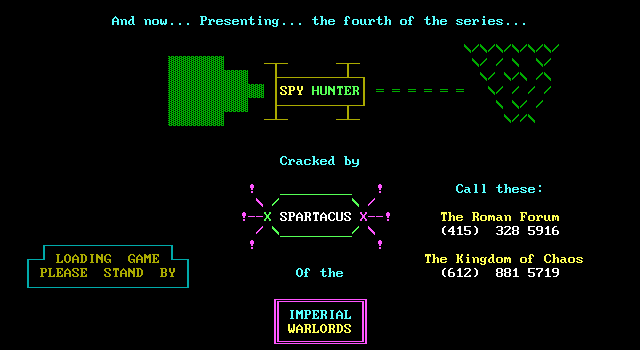 And now... Presenting... the fourth of the series...
SPY HUNTER
Cracked by
SPARTACUS
Of the
IMPERIAL
WARLORDS
Call these:
The Roman Forum
(415)  328 5916
The Kingdom of Chaos
(612)  881 5719
LOADING  GAME
PLEASE  STAND  BY